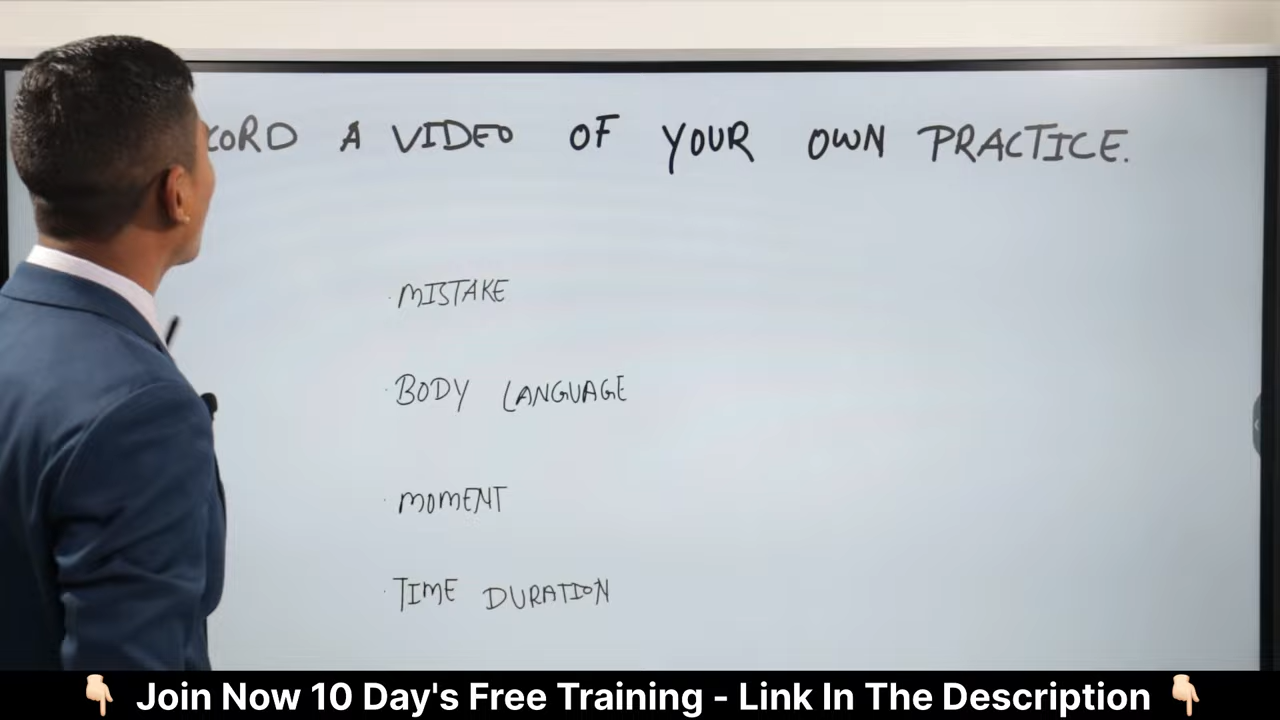 CORD A VIDEO OF YOUR OWN PRACTICE.
· MISTAKE
· BODY LANGUAGE
· MOMENT
· TIME DURATION
👇🏻 Join Now 10 Day's Free Training - Link In The Description 👇🏻